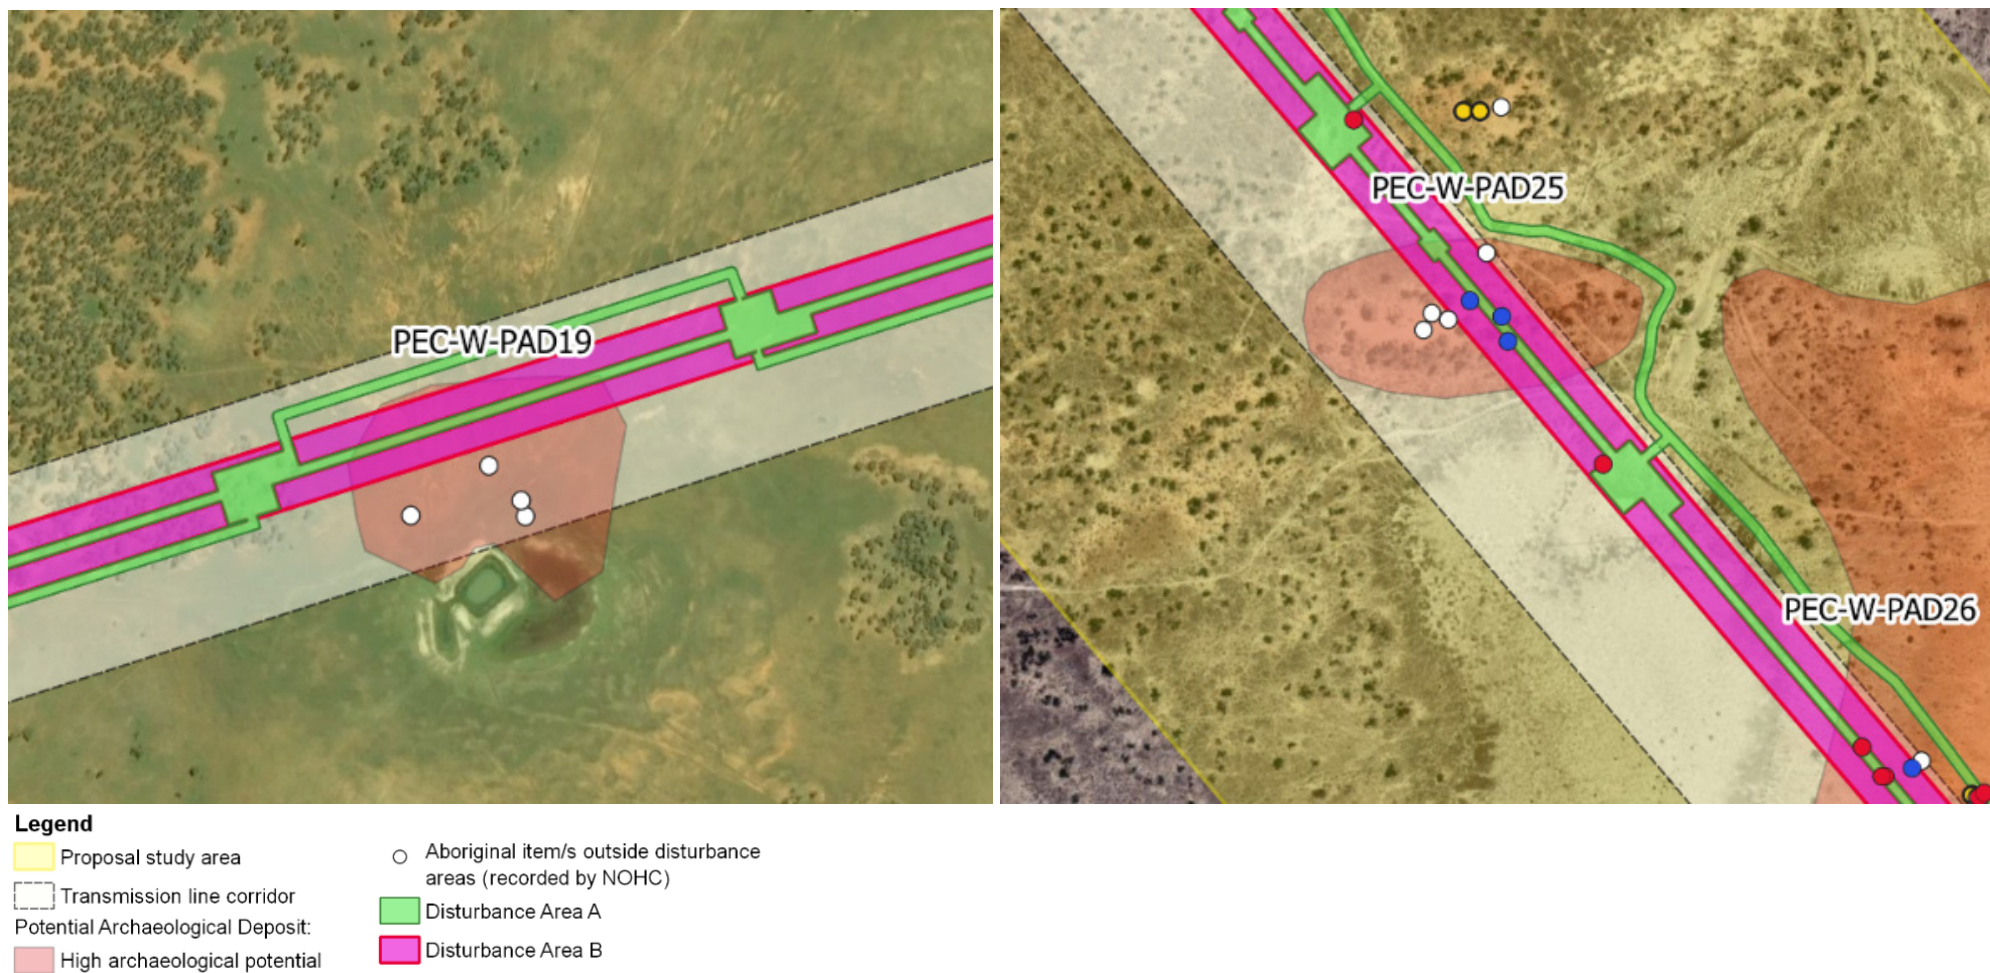 PEC-W-PAD19
PEC-W-PAD25
PEC-W-PAD26
Legend
Proposal study area
Transmission line corridor
Potential Archaeological Deposit:
High archaeological potential
Aboriginal item/s outside disturbance
areas (recorded by NOHC)
Disturbance Area A
Disturbance Area B